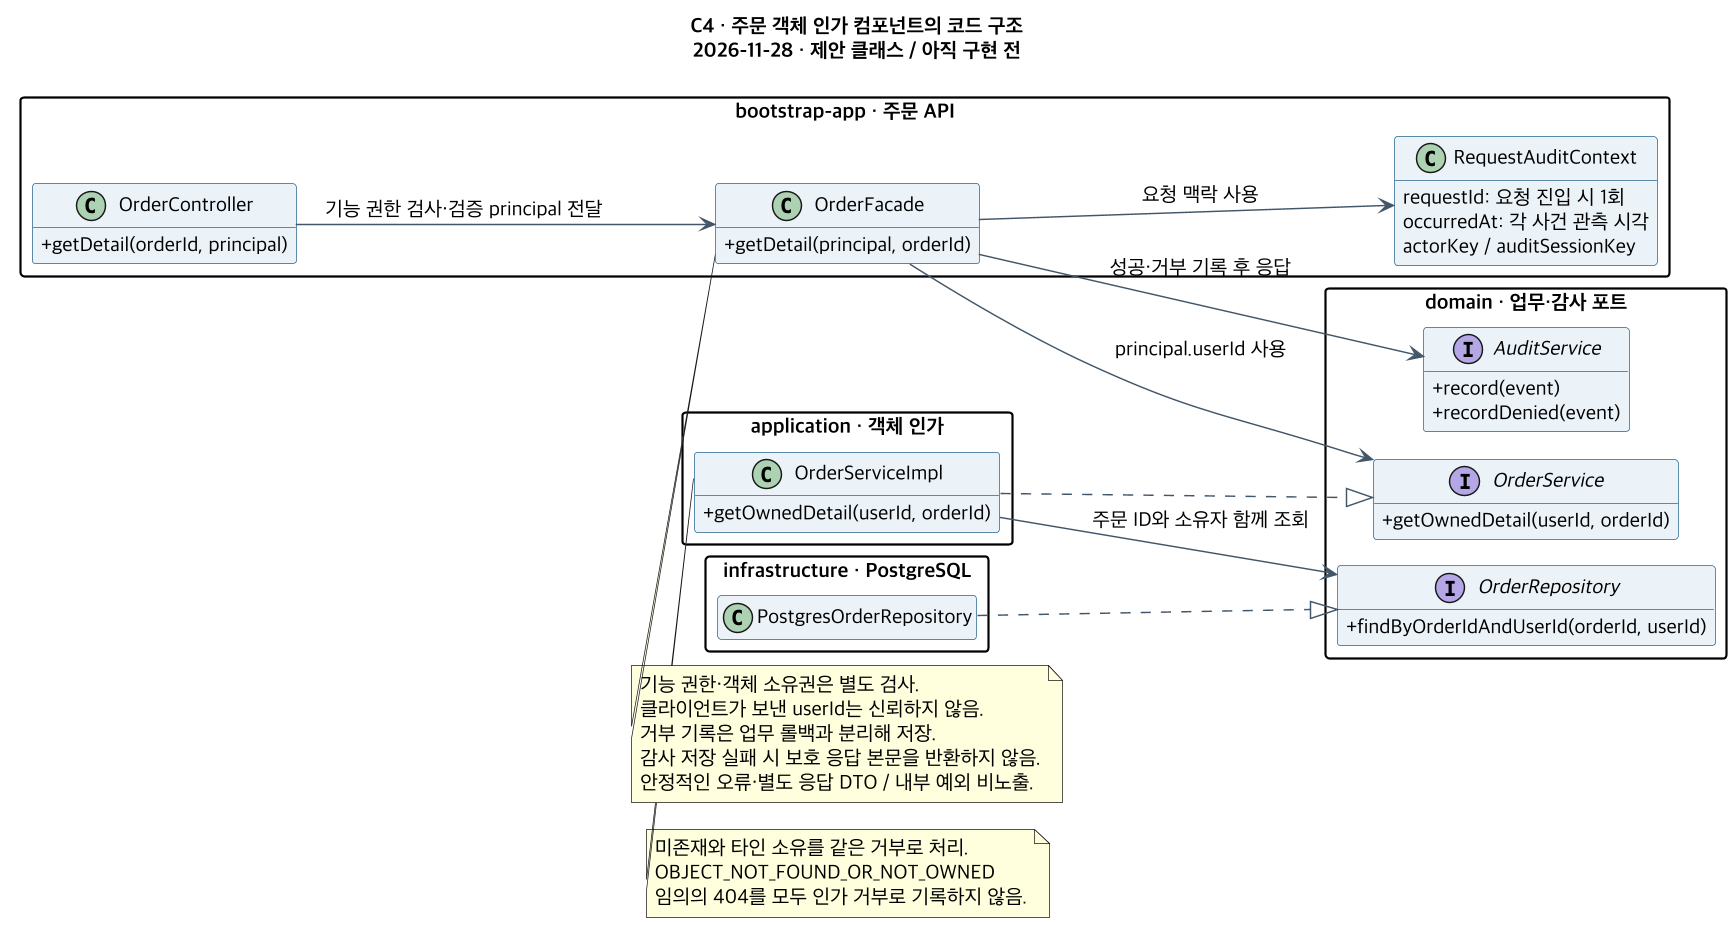 C4 · 주문 객체 인가 컴포넌트의 코드 구조
2026-11-28 · 제안 클래스 / 아직 구현 전
bootstrap-app · 주문 API
C OrderController
+getDetail(orderId, principal)
기능 권한 검사·검증 principal 전달
C OrderFacade
+getDetail(principal, orderId)
요청 맥락 사용
C RequestAuditContext
requestId: 요청 진입 시 1회
occurredAt: 각 사건 관측 시각
actorKey / auditSessionKey
성공·거부 기록 후 응답
principal.userId 사용
domain · 업무·감사 포트
I AuditService
+record(event)
+recordDenied(event)
application · 객체 인가
C OrderServiceImpl
+getOwnedDetail(userId, orderId)
I OrderService
+getOwnedDetail(userId, orderId)
주문 ID와 소유자 함께 조회
infrastructure · PostgreSQL
C PostgresOrderRepository
I OrderRepository
+findByOrderIdAndUserId(orderId, userId)
기능 권한·객체 소유권은 별도 검사.
클라이언트가 보낸 userId는 신뢰하지 않음.
거부 기록은 업무 롤백과 분리해 저장.
감사 저장 실패 시 보호 응답 본문을 반환하지 않음.
안정적인 오류·별도 응답 DTO / 내부 예외 비노출.
미존재와 타인 소유를 같은 거부로 처리.
OBJECT_NOT_FOUND_OR_NOT_OWNED
임의의 404를 모두 인가 거부로 기록하지 않음.